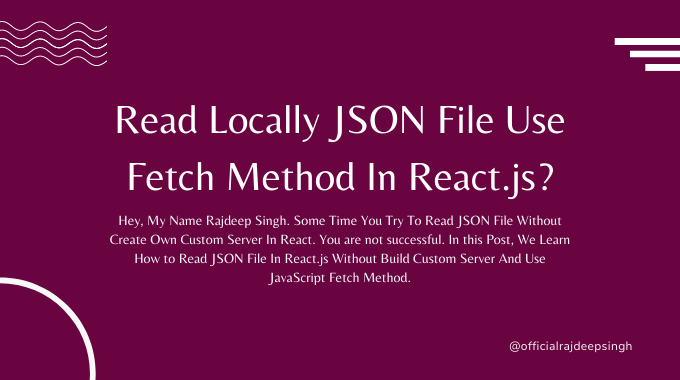 Read Locally JSON File Use
Fetch Method In React.js?
Hey, My Name Rajdeep Singh. Some Time You Try To Read JSON File Without
Create Own Custom Server In React. You are not successful. In this Post, We Learn
How to Read JSON File In React.js Without Build Custom Server And Use
JavaScript Fetch Method.
@officialrajdeepsingh